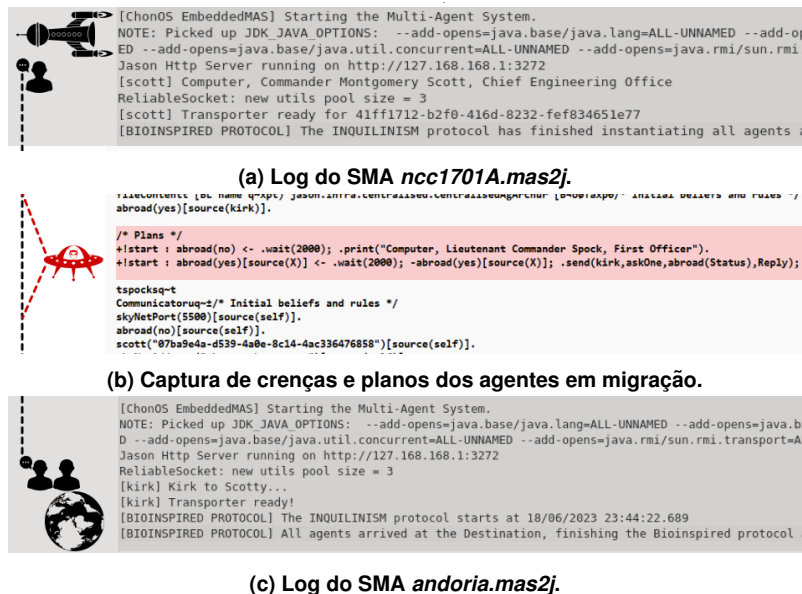 [ChonOS EmbeddedMAS] Starting the Multi-Agent System.
NOTE: Picked up JDK_JAVA_OPTIONS: --add-opens=java.base/java.lang=ALL-UNNAMED --add-op
ED --add-opens=java.base/java.util.concurrent=ALL-UNNAMED --add-opens=java.rmi/sun.rmi
Jason Http Server running on http://127.168.168.1:3272
[scott] Computer, Commander Montgomery Scott, Chief Engineering Office
ReliableSocket: new utils pool size = 3
[scott] Transporter ready for 41ff1712-b2f0-416d-8232-fef834651e77
[BIOINSPIRED PROTOCOL] The INQUILINISM protocol has finished instantiating all agents a
(a) Log do SMA ncc1701A.mas2j.
abroad(yes)[source(kirk)].
/* Plans */
+!start : abroad(no) <- .wait(2000); .print("Computer, Lieutenant Commander Spock, First Officer").
+!start : abroad(yes)[source(X)] <- .wait(2000); -abroad(yes)[source(X)]; .send(kirk,askOne,abroad(Status),Reply);
tspocksq~t
Communicatoruq~±/* Initial beliefs and rules */
skyNetPort(5500)[source(self)].
abroad(no)[source(self)].
scott("07ba9e4a-d539-4a0e-8c14-4ac336476858")[source(self)].
(b) Captura de crenças e planos dos agentes em migração.
[ChonOS EmbeddedMAS] Starting the Multi-Agent System.
NOTE: Picked up JDK_JAVA_OPTIONS: --add-opens=java.base/java.lang=ALL-UNNAMED --add-opens=java.b
D --add-opens=java.base/java.util.concurrent=ALL-UNNAMED --add-opens=java.rmi/sun.rmi.transport=A
Jason Http Server running on http://127.168.168.1:3272
ReliableSocket: new utils pool size = 3
[kirk] Kirk to Scotty...
[kirk] Transporter ready!
[BIOINSPIRED PROTOCOL] The INQUILINISM protocol starts at 18/06/2023 23:44:22.689
[BIOINSPIRED PROTOCOL] All agents arrived at the Destination, finishing the Bioinspired protocol
(c) Log do SMA andoria.mas2j.